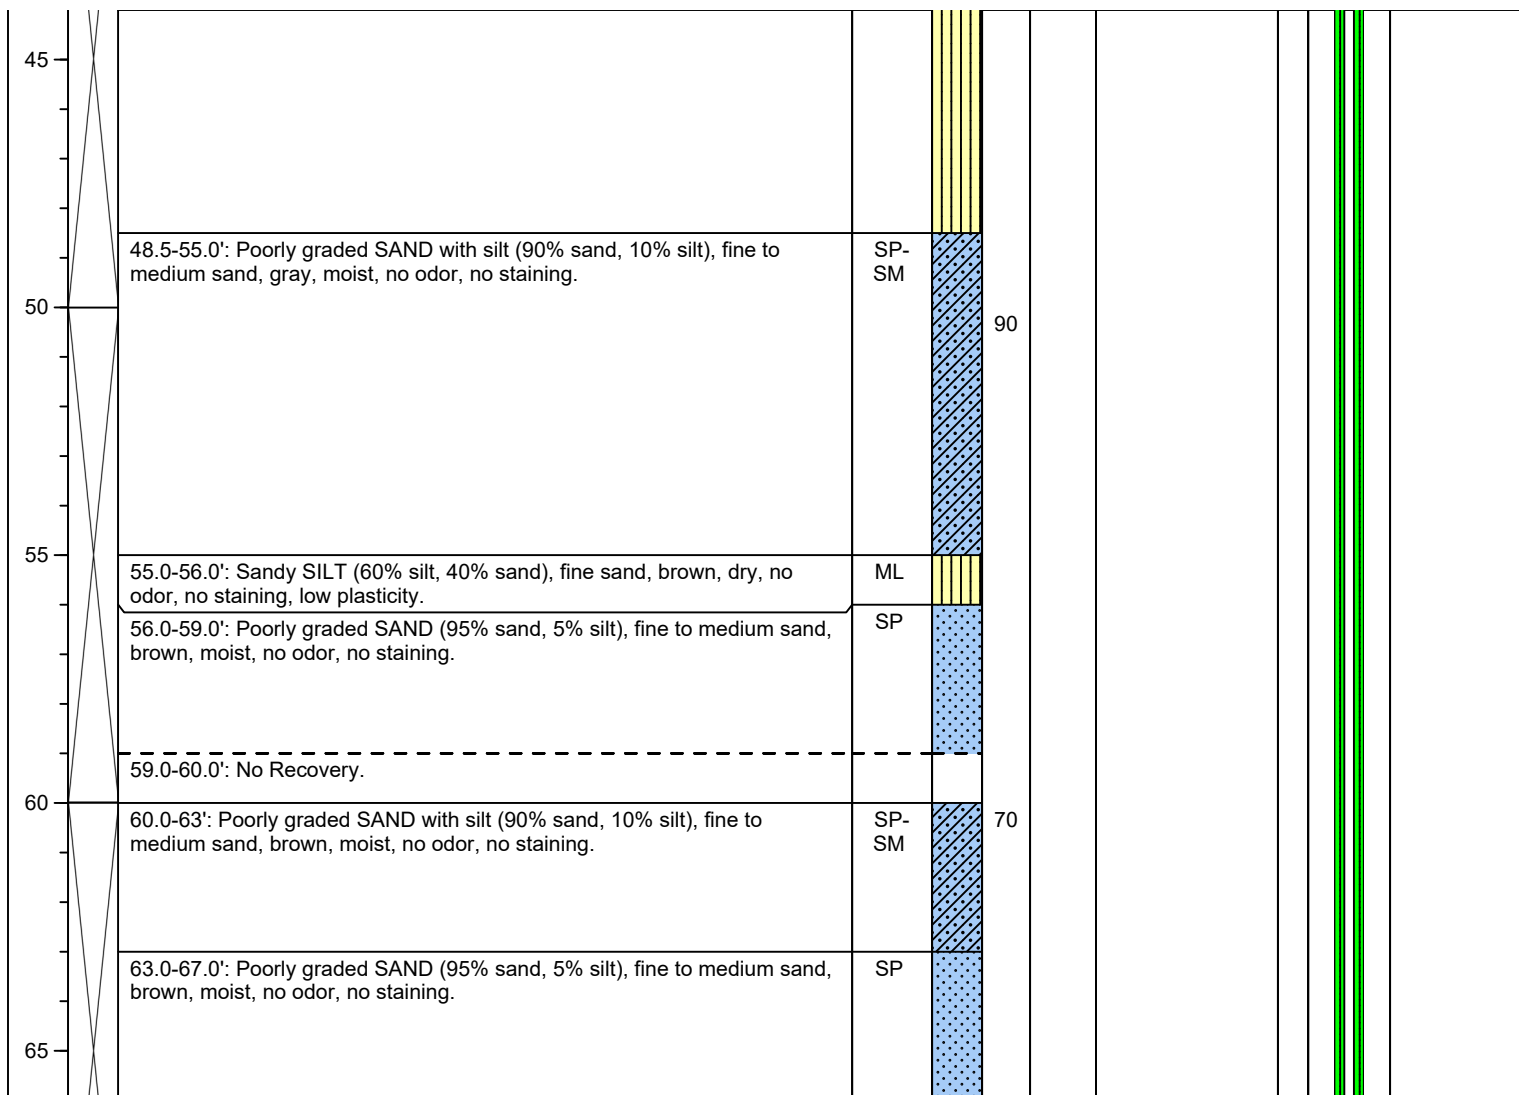 45
48.5-55.0': Poorly graded SAND with silt (90% sand, 10% silt), fine to
medium sand, gray, moist, no odor, no staining.
SP-
SM
50
90
55
55.0-56.0': Sandy SILT (60% silt, 40% sand), fine sand, brown, dry, no
odor, no staining, low plasticity.
ML
56.0-59.0': Poorly graded SAND (95% sand, 5% silt), fine to medium sand,
brown, moist, no odor, no staining.
SP
59.0-60.0': No Recovery.
60
60.0-63': Poorly graded SAND with silt (90% sand, 10% silt), fine to
medium sand, brown, moist, no odor, no staining.
SP-
SM
70
63.0-67.0': Poorly graded SAND (95% sand, 5% silt), fine to medium sand,
brown, moist, no odor, no staining.
SP
65